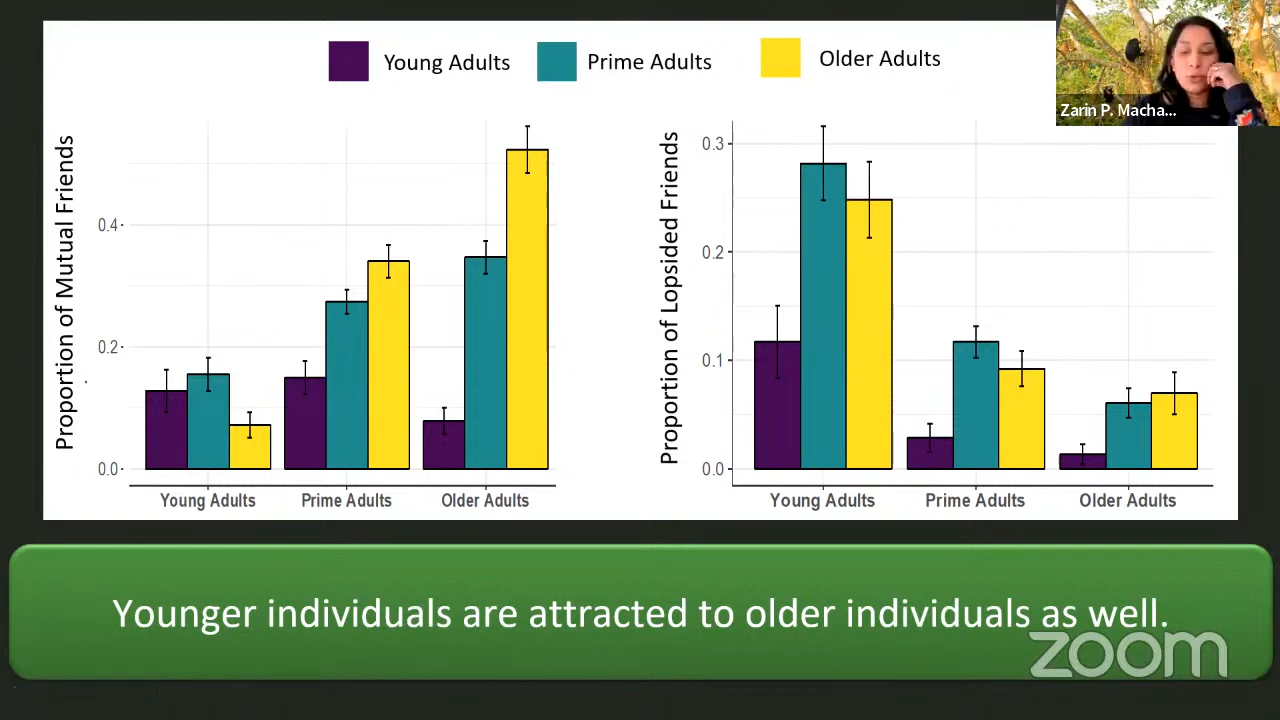 Young Adults
Prime Adults
Older Adults
Zarin P. Macha...
Proportion of Mutual Friends
0.4
0.2
0.0
Young Adults
Prime Adults
Older Adults
Proportion of Lopsided Friends
0.3
0.2
0.1
0.0
Young Adults
Prime Adults
Older Adults
Younger individuals are attracted to older individuals as well.
zoom